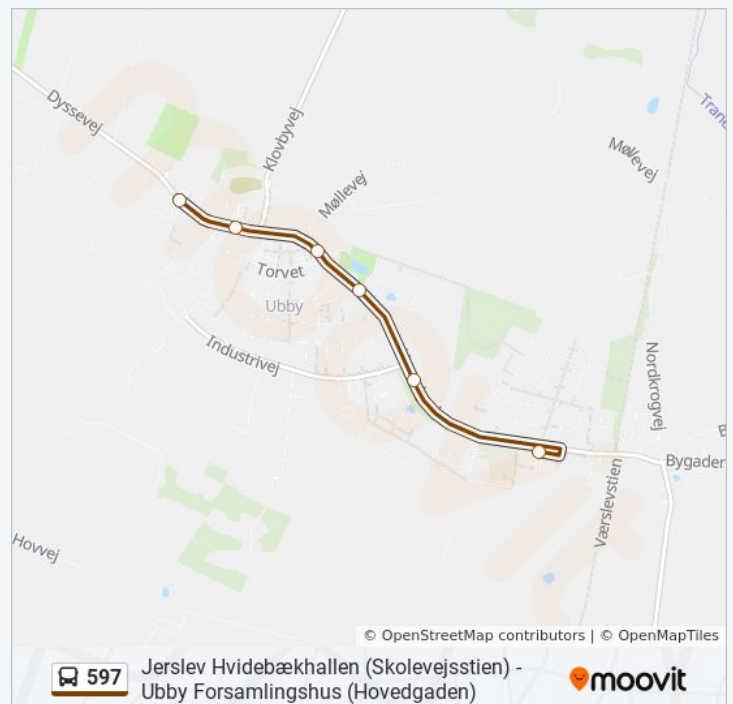 Dyssevej
Klovbyvej
Møllevej
Møllevej
Torvet
Ubby
Industrivej
Nordkrogvej
Værslevstien
Hovvej
© OpenStreetMap contributors | © OpenMapTiles
597
Jerslev Hvidebækhallen (Skolevejsstien) -
Ubby Forsamlingshus (Hovedgaden)
moovit